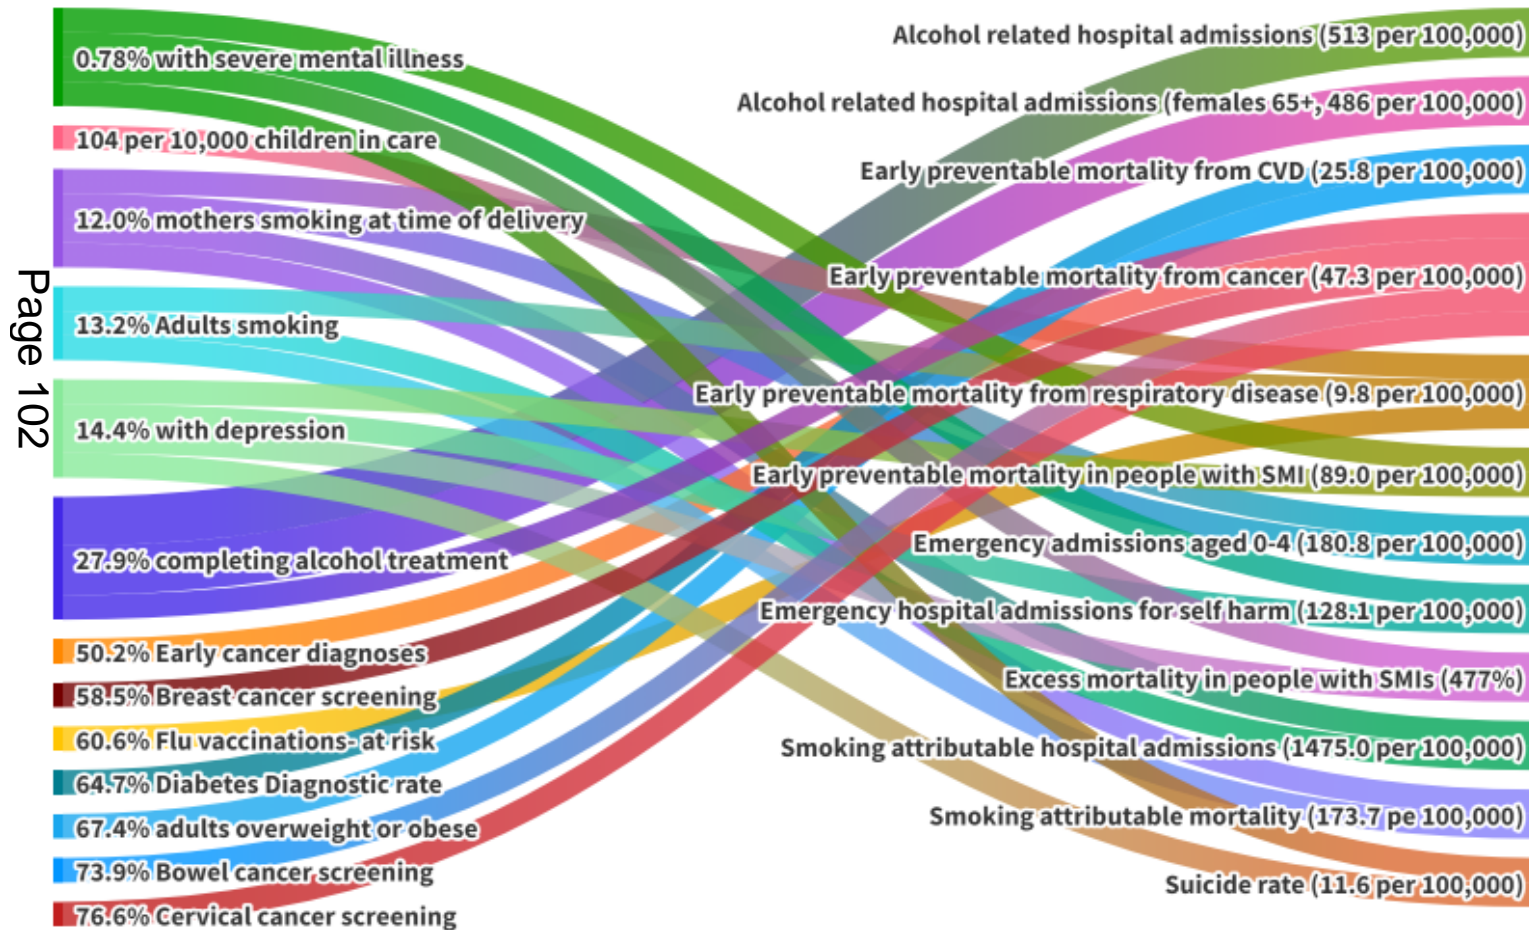 Page 102
0.78% with severe mental illness
104 per 10,000 children in care
12.0% mothers smoking at time of delivery
13.2% Adults smoking
14.4% with depression
27.9% completing alcohol treatment
50.2% Early cancer diagnoses
58.5% Breast cancer screening
60.6% Flu vaccinations- at risk
64.7% Diabetes Diagnostic rate
67.4% adults overweight or obese
73.9% Bowel cancer screening
76.6% Cervical cancer screening
Alcohol related hospital admissions (513 per 100,000)
Alcohol related hospital admissions (females 65+, 486 per 100,000)
Early preventable mortality from CVD (25.8 per 100,000)
Early preventable mortality from cancer (47.3 per 100,000)
Early preventable mortality from respiratory disease (9.8 per 100,000)
Early preventable mortality in people with SMI (89.0 per 100,000)
Emergency admissions aged 0-4 (180.8 per 100,000)
Emergency hospital admissions for self harm (128.1 per 100,000)
Excess mortality in people with SMIs (477%)
Smoking attributable hospital admissions (1475.0 per 100,000)
Smoking attributable mortality (173.7 pe 100,000)
Suicide rate (11.6 per 100,000)